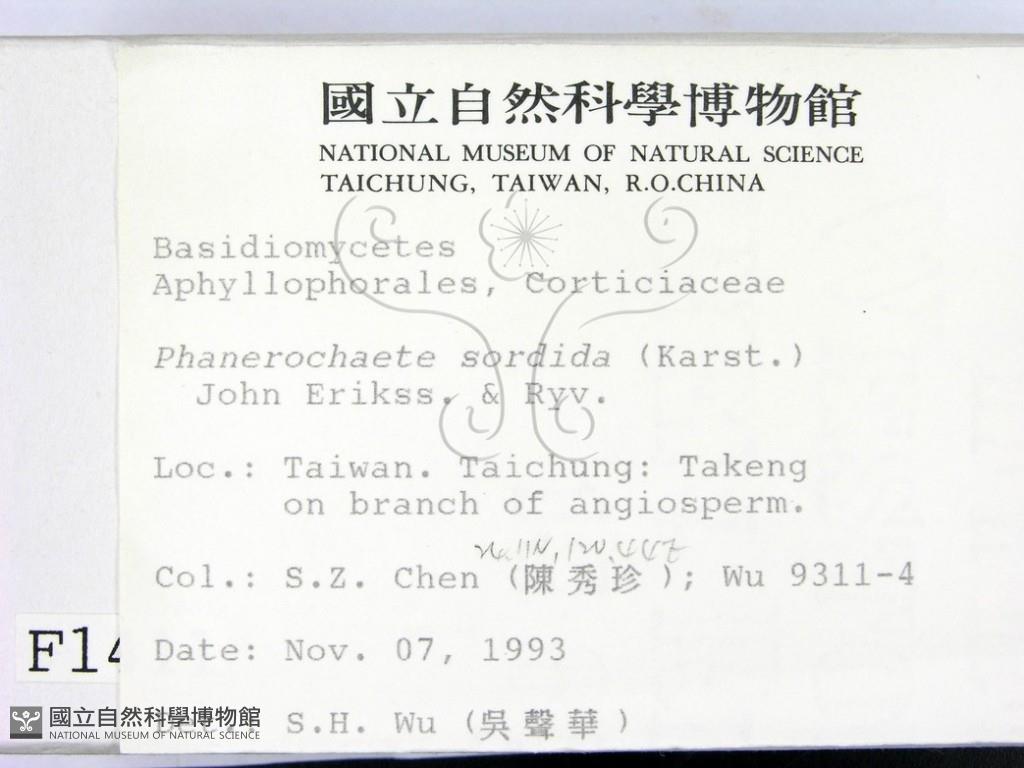 國立自然科學博物館
NATIONAL MUSEUM OF NATURAL SCIENCE
TAICHUNG, TAIWAN, R.O.CHINA
Basidiomycetes
Aphyllophorales, Corticiaceae
Phanerochaete sordida (Karst.)
John Erikss. & Ryv.
Loc.: Taiwan. Taichung: Takeng
on branch of angiosperm.
Col.: S.Z. Chen (陳秀珍); Wu 9311-4
F14
Date: Nov. 07, 1993
S.H. Wu (吳聲華)
國立自然科學博物館
NATIONAL MUSEUM OF NATURAL SCIENCE